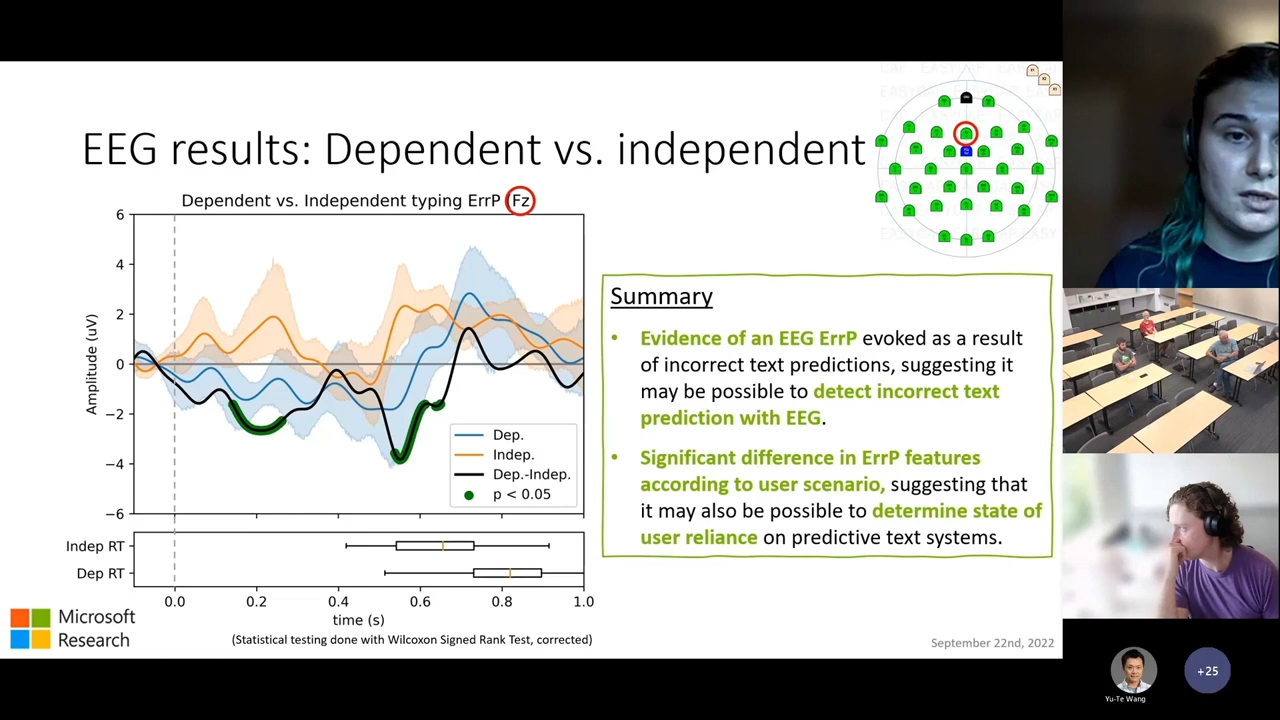 EEG results: Dependent vs. independent
Dependent vs. Independent typing ErrP (Fz)
6
4
2
0
−2
−4
−6
Amplitude (uV)
Dep.
Indep.
Dep.-Indep.
p < 0.05
Indep RT
Dep RT
0.0 0.2 0.4 0.6 0.8 1.0
time (s)
(Statistical testing done with Wilcoxon Signed Rank Test, corrected)
Microsoft
Research
Summary
• Evidence of an EEG ErrP evoked as a result
of incorrect text predictions, suggesting it
may be possible to detect incorrect text
prediction with EEG.
• Significant difference in ErrP features
according to user scenario, suggesting that
it may also be possible to determine state of
user reliance on predictive text systems.
September 22nd, 2022
Yu-Te Wang
+25